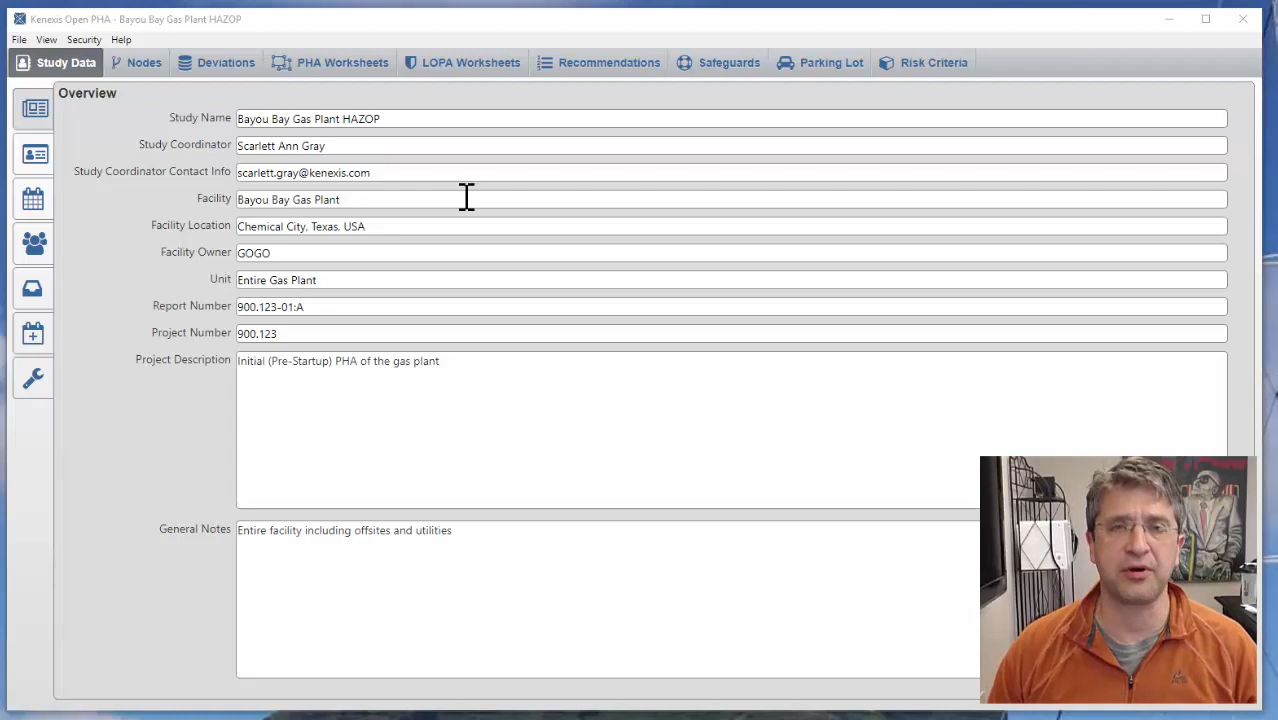 Kenexis Open PHA - Bayou Bay Gas Plant HAZOP
File View Security Help
Study Data Nodes Deviations PHA Worksheets LOPA Worksheets Recommendations Safeguards Parking Lot Risk Criteria
Overview
Study Name Bayou Bay Gas Plant HAZOP
Study Coordinator Scarlett Ann Gray
Study Coordinator Contact Info scarlett.gray@kenexis.com
Facility Bayou Bay Gas Plant
Facility Location Chemical City, Texas, USA
Facility Owner GOGO
Unit Entire Gas Plant
Report Number 900.123-01:A
Project Number 900.123
Project Description Initial (Pre-Startup) PHA of the gas plant
General Notes Entire facility including offsites and utilities